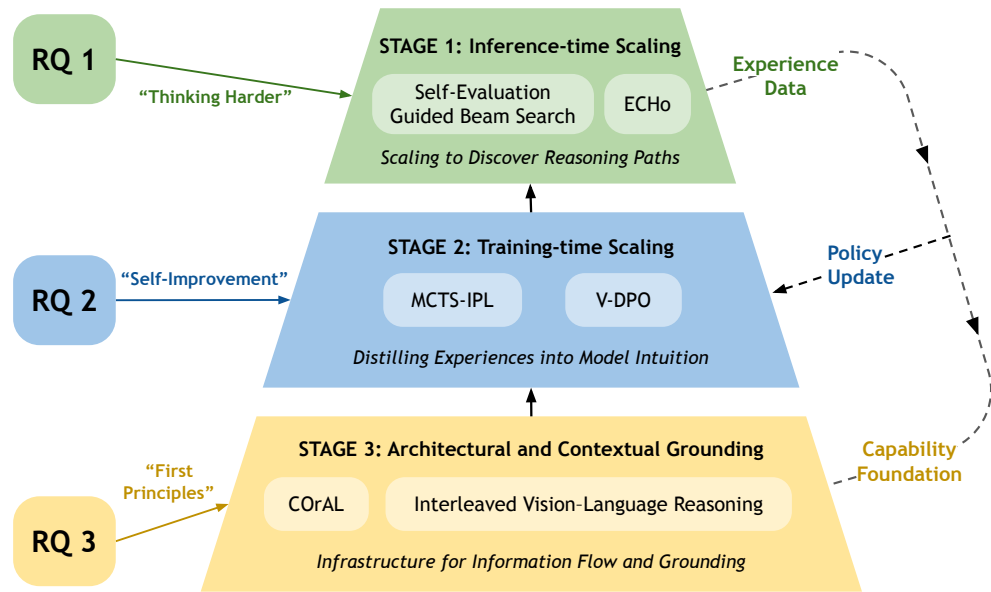 RQ 1
“Thinking Harder”
STAGE 1: Inference-time Scaling
Self-Evaluation
Guided Beam Search
ECHo
Scaling to Discover Reasoning Paths
Experience
Data
RQ 2
“Self-Improvement”
STAGE 2: Training-time Scaling
MCTS-IPL
V-DPO
Distilling Experiences into Model Intuition
Policy
Update
RQ 3
“First
Principles”
STAGE 3: Architectural and Contextual Grounding
COrAL
Interleaved Vision-Language Reasoning
Infrastructure for Information Flow and Grounding
Capability
Foundation